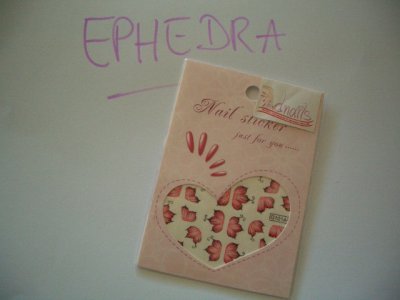 EPHEDRA
Nail sticker
just for you......